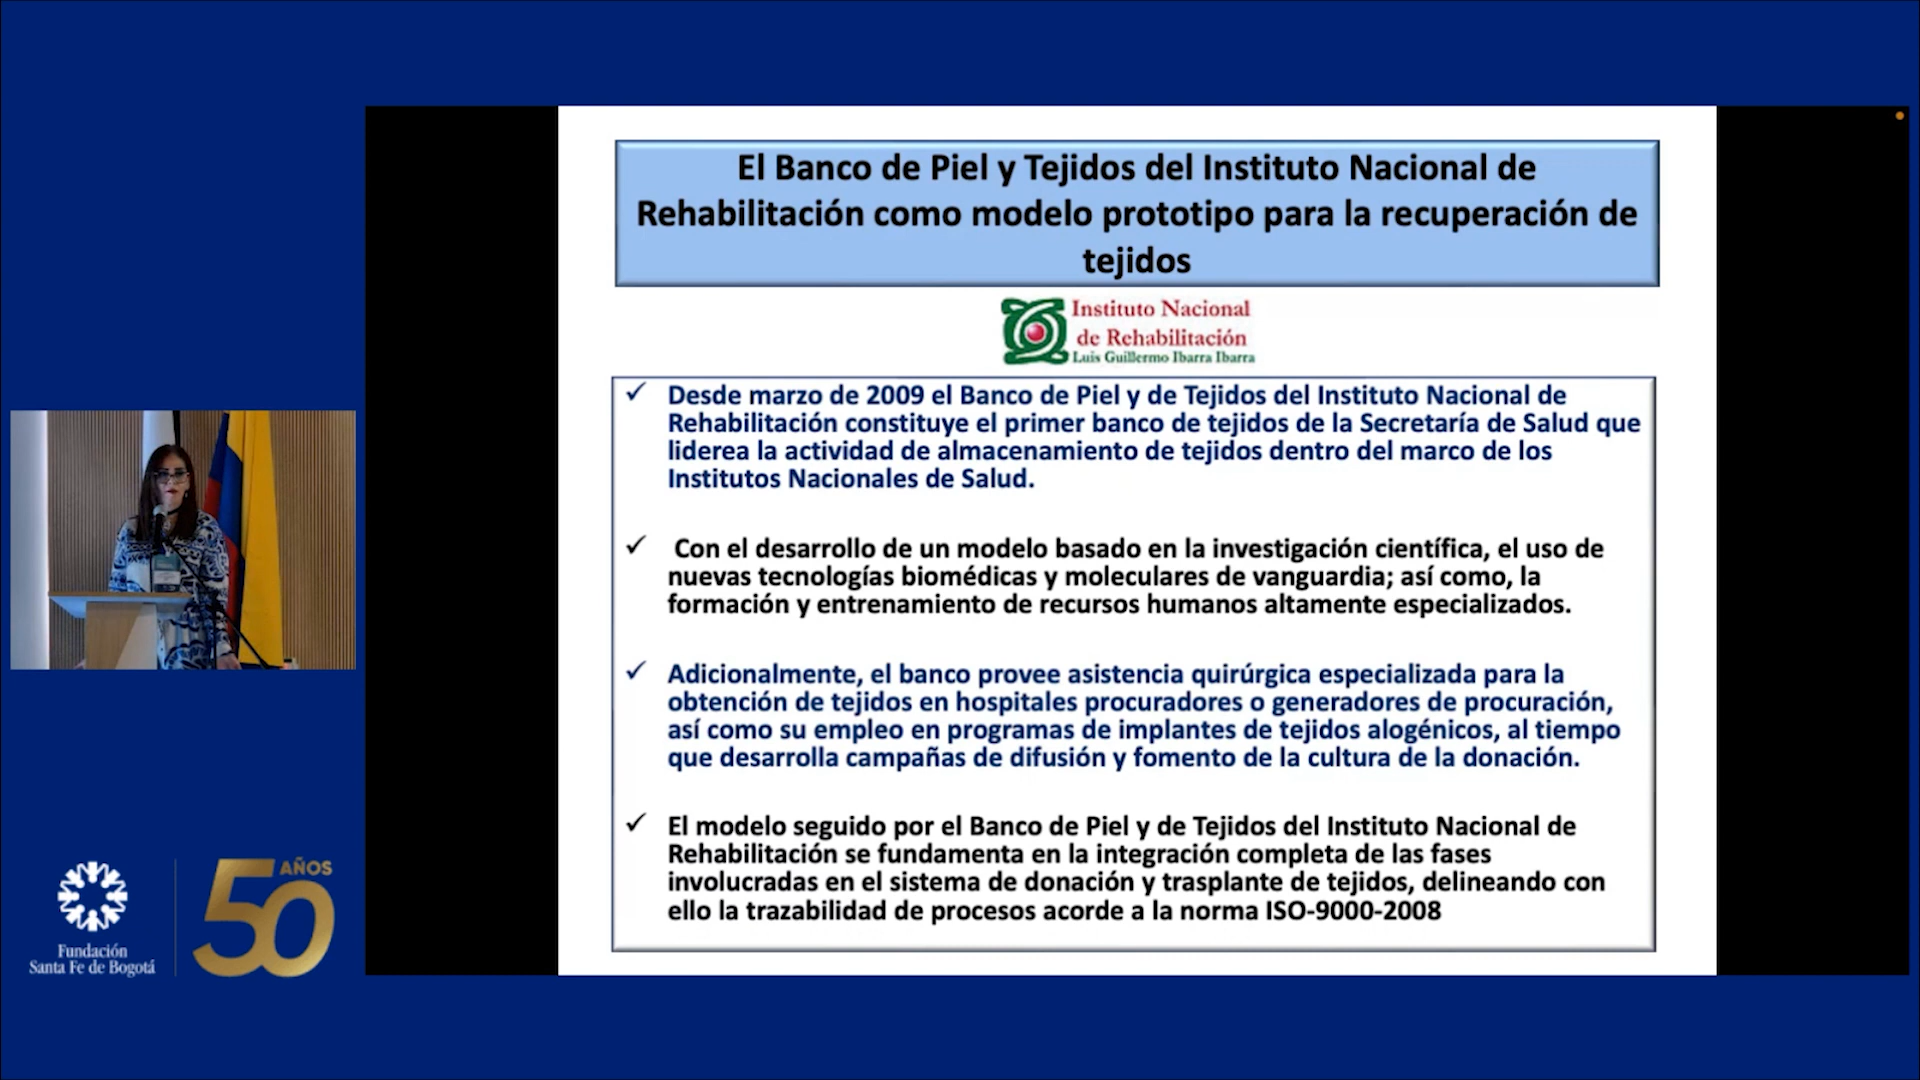 El Banco de Piel y Tejidos del Instituto Nacional de
Rehabilitación como modelo prototipo para la recuperación de
tejidos
Instituto Nacional
de Rehabilitación
Luis Guillermo Ibarra Ibarra
✓ Desde marzo de 2009 el Banco de Piel y de Tejidos del Instituto Nacional de
Rehabilitación constituye el primer banco de tejidos de la Secretaría de Salud que
liderea la actividad de almacenamiento de tejidos dentro del marco de los
Institutos Nacionales de Salud.
✓ Con el desarrollo de un modelo basado en la investigación científica, el uso de
nuevas tecnologías biomédicas y moleculares de vanguardia; así como, la
formación y entrenamiento de recursos humanos altamente especializados.
✓ Adicionalmente, el banco provee asistencia quirúrgica especializada para la
obtención de tejidos en hospitales procuradores o generadores de procuración,
así como su empleo en programas de implantes de tejidos alogénicos, al tiempo
que desarrolla campañas de difusión y fomento de la cultura de la donación.
✓ El modelo seguido por el Banco de Piel y de Tejidos del Instituto Nacional de
Rehabilitación se fundamenta en la integración completa de las fases
involucradas en el sistema de donación y trasplante de tejidos, delineando con
ello la trazabilidad de procesos acorde a la norma ISO-9000-2008
Fundación
Santa Fe de Bogotá
50 AÑOS